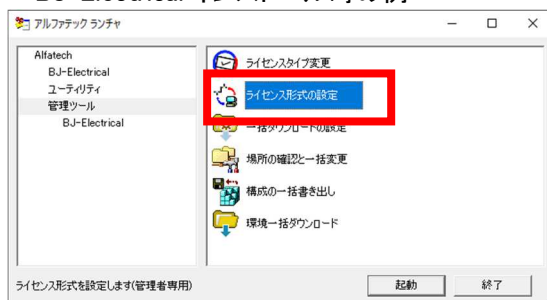 アルファテック ランチャ
Alfatech
BJ-Electrical
ユーティリティ
管理ツール
BJ-Electrical
ライセンスタイプ変更
ライセンス形式の設定
一括ダウンロードの設定
場所の確認と一括変更
構成の一括書き出し
環境一括ダウンロード
ライセンス形式を設定します(管理者専用)
起動
終了